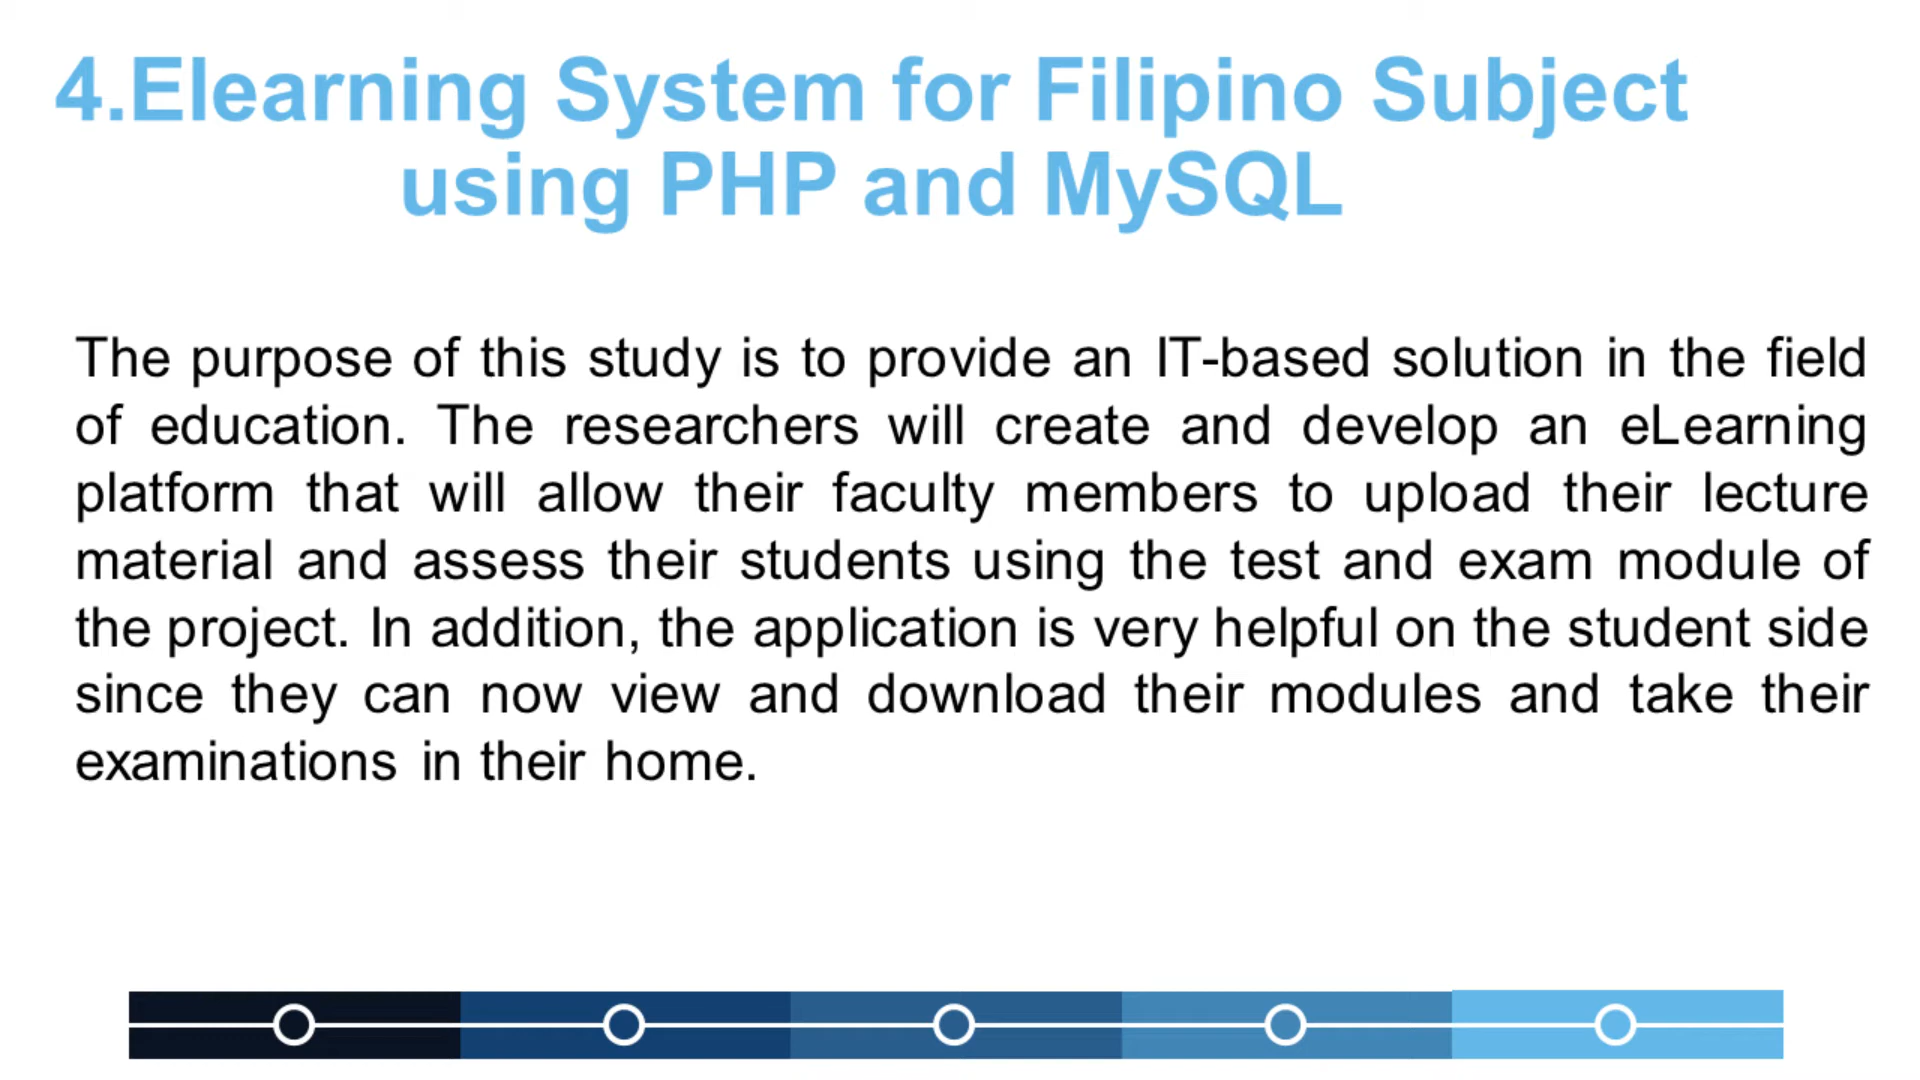 4.Elearning System for Filipino Subject
using PHP and MySQL
The purpose of this study is to provide an IT-based solution in the field
of education. The researchers will create and develop an eLearning
platform that will allow their faculty members to upload their lecture
material and assess their students using the test and exam module of
the project. In addition, the application is very helpful on the student side
since they can now view and download their modules and take their
examinations in their home.